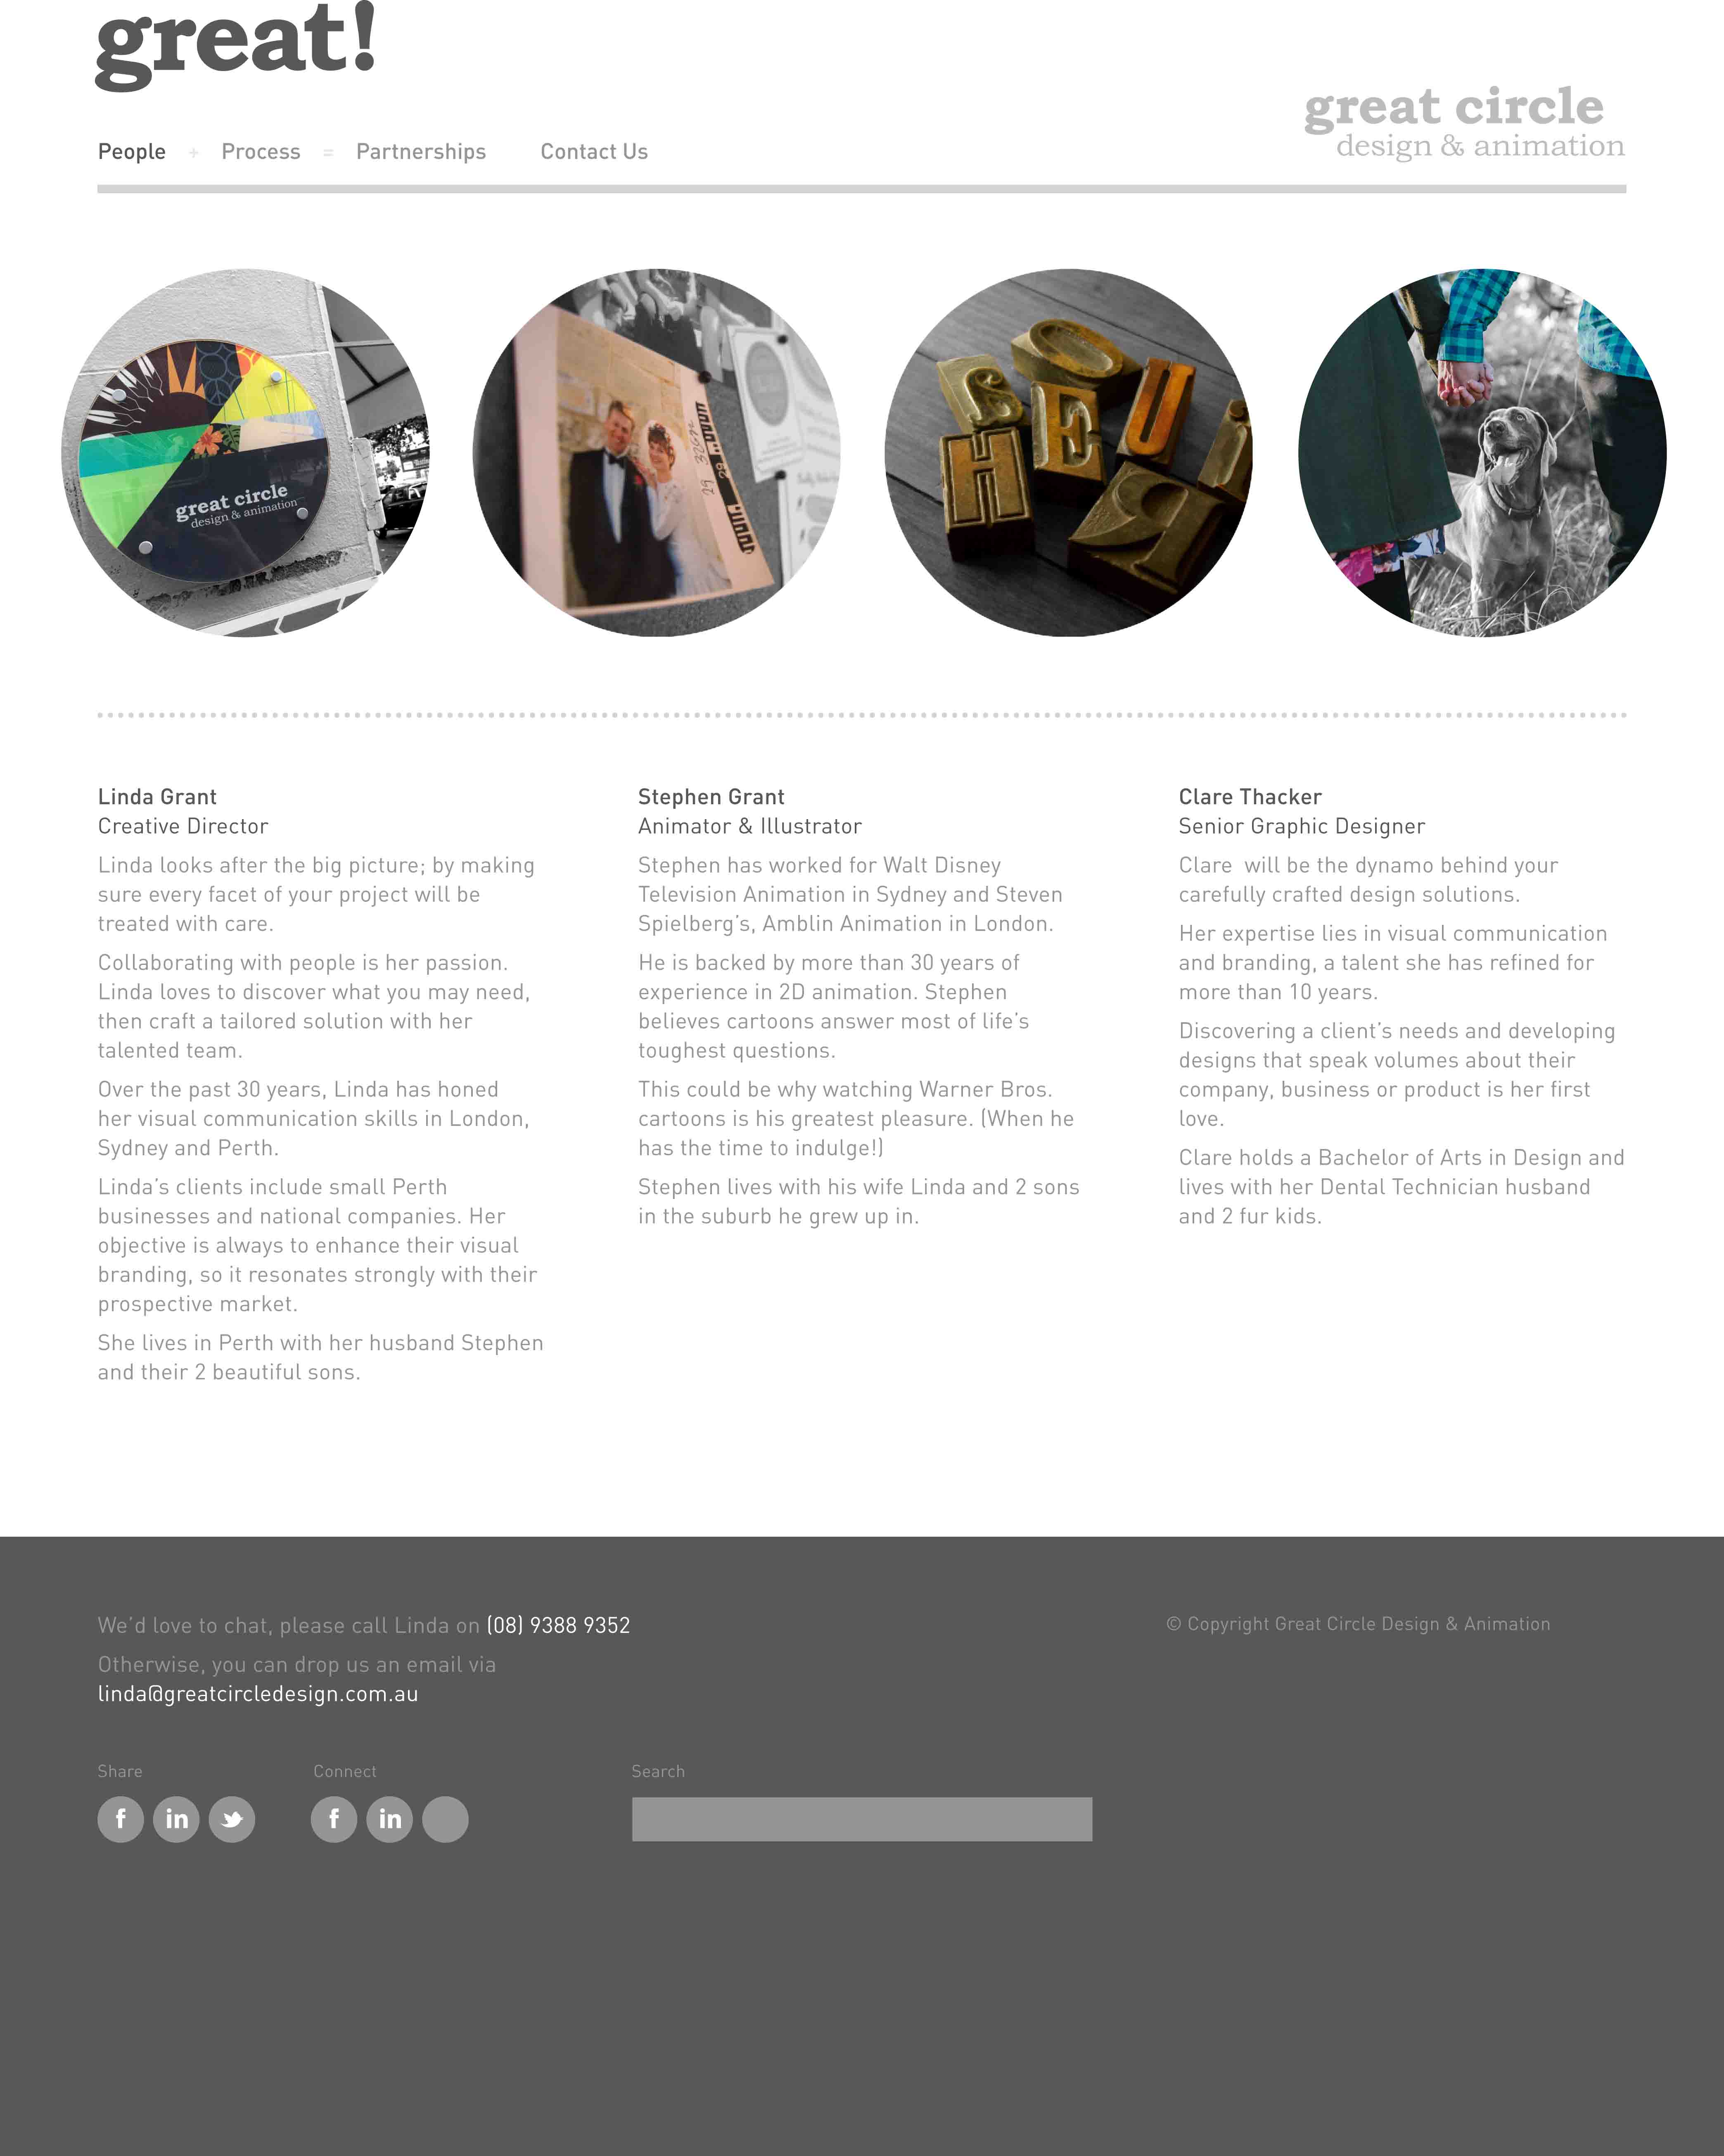 great!
great circle
design & animation
People + Process = Partnerships Contact Us
great circle
design & animation
Linda Grant
Creative Director
Linda looks after the big picture; by making
sure every facet of your project will be
treated with care.
Collaborating with people is her passion.
Linda loves to discover what you may need,
then craft a tailored solution with her
talented team.
Over the past 30 years, Linda has honed
her visual communication skills in London,
Sydney and Perth.
Linda's clients include small Perth
businesses and national companies. Her
objective is always to enhance their visual
branding, so it resonates strongly with their
prospective market.
She lives in Perth with her husband Stephen
and their 2 beautiful sons.
Stephen Grant
Animator & Illustrator
Stephen has worked for Walt Disney
Television Animation in Sydney and Steven
Spielberg's, Amblin Animation in London.
He is backed by more than 30 years of
experience in 2D animation. Stephen
believes cartoons answer most of life's
toughest questions.
This could be why watching Warner Bros.
cartoons is his greatest pleasure. (When he
has the time to indulge!)
Stephen lives with his wife Linda and 2 sons
in the suburb he grew up in.
Clare Thacker
Senior Graphic Designer
Clare  will be the dynamo behind your
carefully crafted design solutions.
Her expertise lies in visual communication
and branding, a talent she has refined for
more than 10 years.
Discovering a client's needs and developing
designs that speak volumes about their
company, business or product is her first
love.
Clare holds a Bachelor of Arts in Design and
lives with her Dental Technician husband
and 2 fur kids.
We'd love to chat, please call Linda on (08) 9388 9352
Otherwise, you can drop us an email via
linda@greatcircledesign.com.au
© Copyright Great Circle Design & Animation
Share
Connect
Search